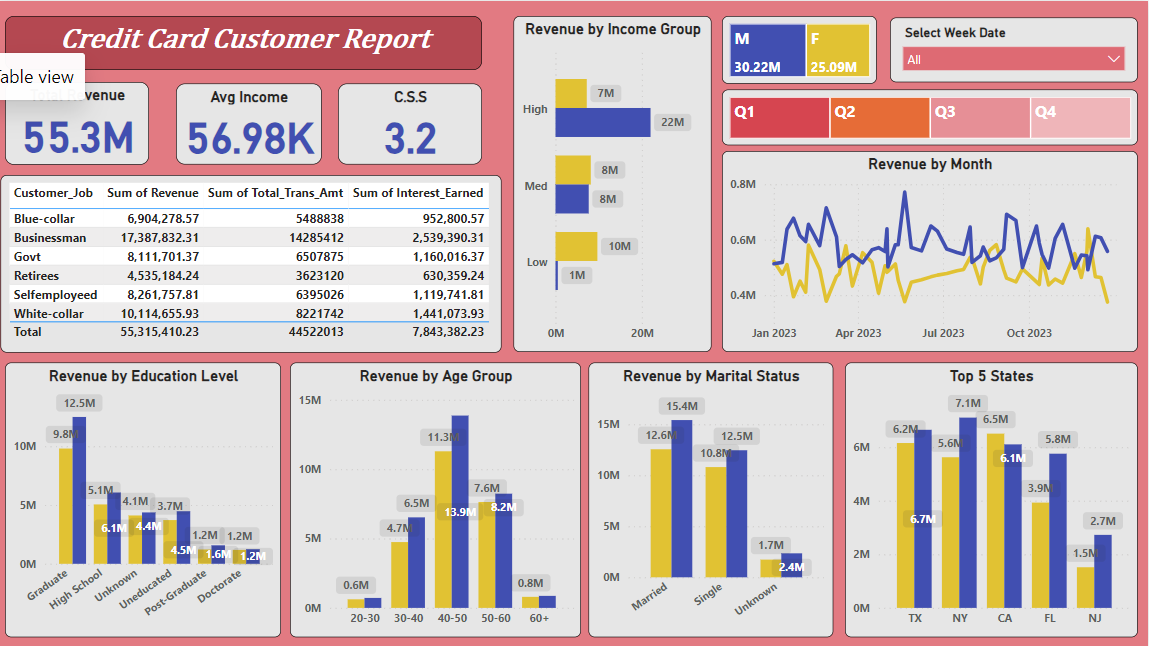 Credit Card Customer Report
Table view
Total Revenue
55.3M
Avg Income
56.98K
C.S.S
3.2
Customer_Job Sum of Revenue Sum of Total_Trans_Amt Sum of Interest_Earned
Blue-collar 6,904,278.57 5488838 952,800.57
Businessman 17,387,832.31 14285412 2,539,390.31
Govt 8,111,701.37 6507875 1,160,016.37
Retirees 4,535,184.24 3623120 630,359.24
Selfemployeed 8,261,757.81 6395026 1,119,741.81
White-collar 10,114,655.93 8221742 1,441,073.93
Total 55,315,410.23 44522013 7,843,382.23
Revenue by Income Group
High 7M
22M
Med 8M
8M
Low 10M
1M
0M 20M
M F
30.22M 25.09M
Select Week Date
All
Q1 Q2 Q3 Q4
Revenue by Month
0.8M
0.6M
0.4M
Jan 2023 Apr 2023 Jul 2023 Oct 2023
Revenue by Education Level
10M
5M
0M
9.8M 12.5M
5.1M 6.1M
4.1M 4.4M
3.7M 4.5M
1.2M 1.6M
1.2M 1.2M
Graduate High School Unknown Uneducated Post-Graduate Doctorate
Revenue by Age Group
15M
10M
5M
0M
0.6M
4.7M 6.5M
11.3M 13.9M
7.6M 8.2M
0.8M
20-30 30-40 40-50 50-60 60+
Revenue by Marital Status
15M
10M
5M
0M
12.6M 15.4M
10.8M 12.5M
1.7M 2.4M
Married Single Unknown
Top 5 States
6M
4M
2M
0M
6.2M 6.7M
5.6M 7.1M
6.5M 6.1M
3.9M 5.8M
1.5M 2.7M
TX NY CA FL NJ